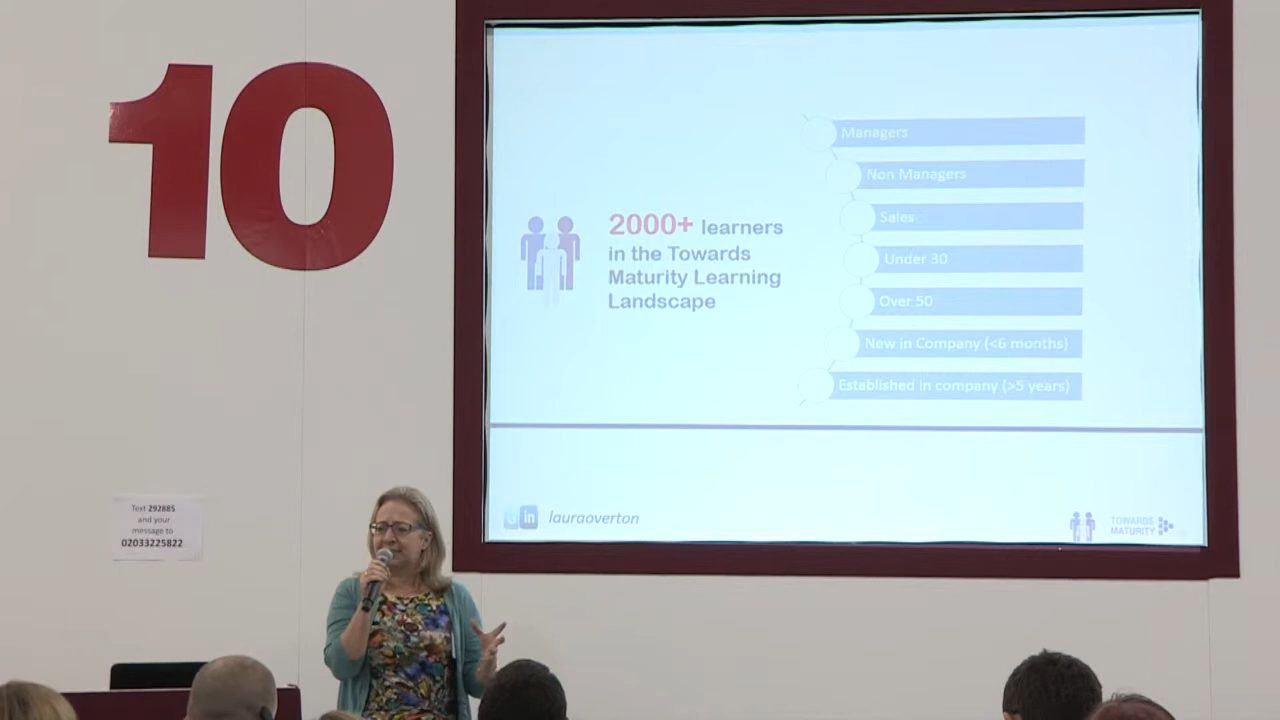 10
2000+ learners
in the Towards
Maturity Learning
Landscape
Managers
Non Managers
Sales
Under 30
Over 50
New in Company (<6 months)
Established in company (>5 years)
in lauraoverton
TOWARDS
MATURITY
Text 292885
and your
message to
02033225822